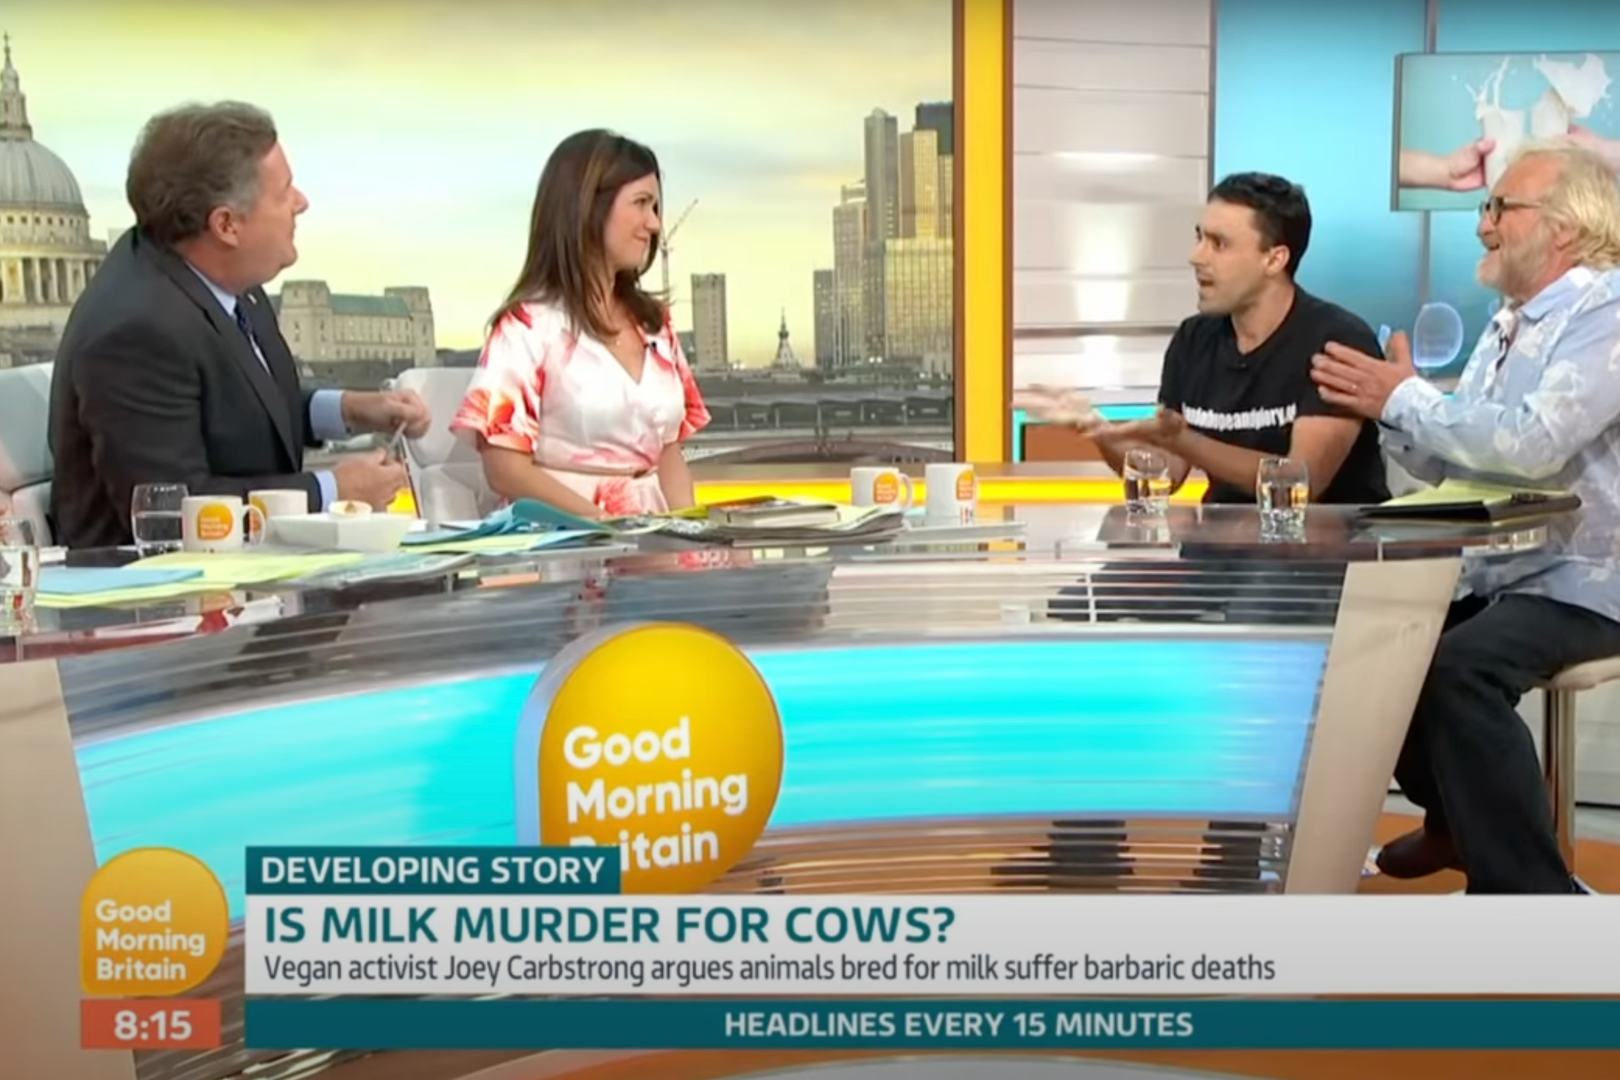 Good
Morning
Britain
DEVELOPING STORY
IS MILK MURDER FOR COWS?
Vegan activist Joey Carbstrong argues animals bred for milk suffer barbaric deaths
Good
Morning
Britain
8:15
HEADLINES EVERY 15 MINUTES